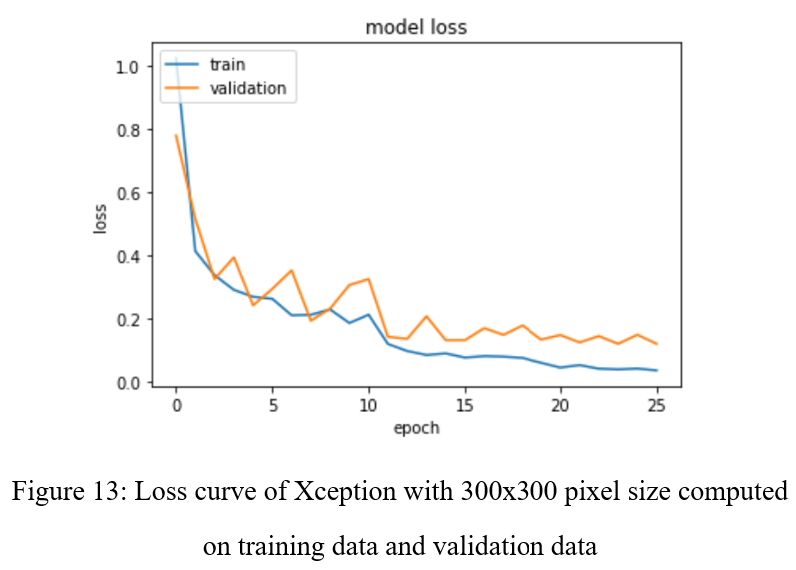 model loss
train
validation
1.0
0.8
0.6
0.4
0.2
0.0
loss
0 5 10 15 20 25
epoch
Figure 13: Loss curve of Xception with 300x300 pixel size computed
on training data and validation data